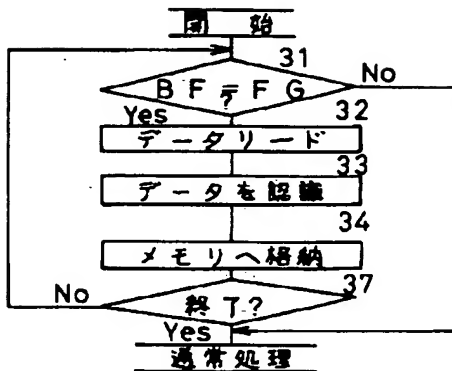 開始
31
BF=FG
?
No
Yes
32
データリード
33
データを認識
34
メモリへ格納
37
No
終了?
Yes
通常処理